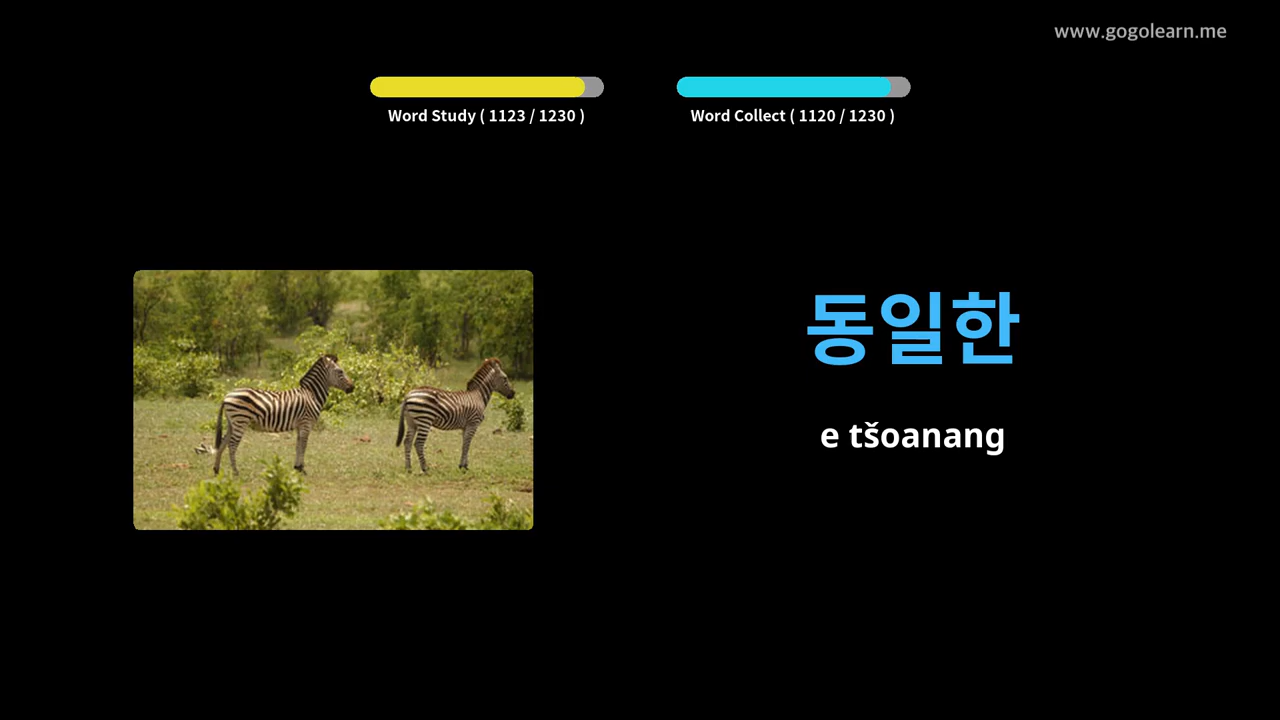 www.gogolearn.me
Word Study ( 1123 / 1230 )
Word Collect ( 1120 / 1230 )
동일한
e tšoanang